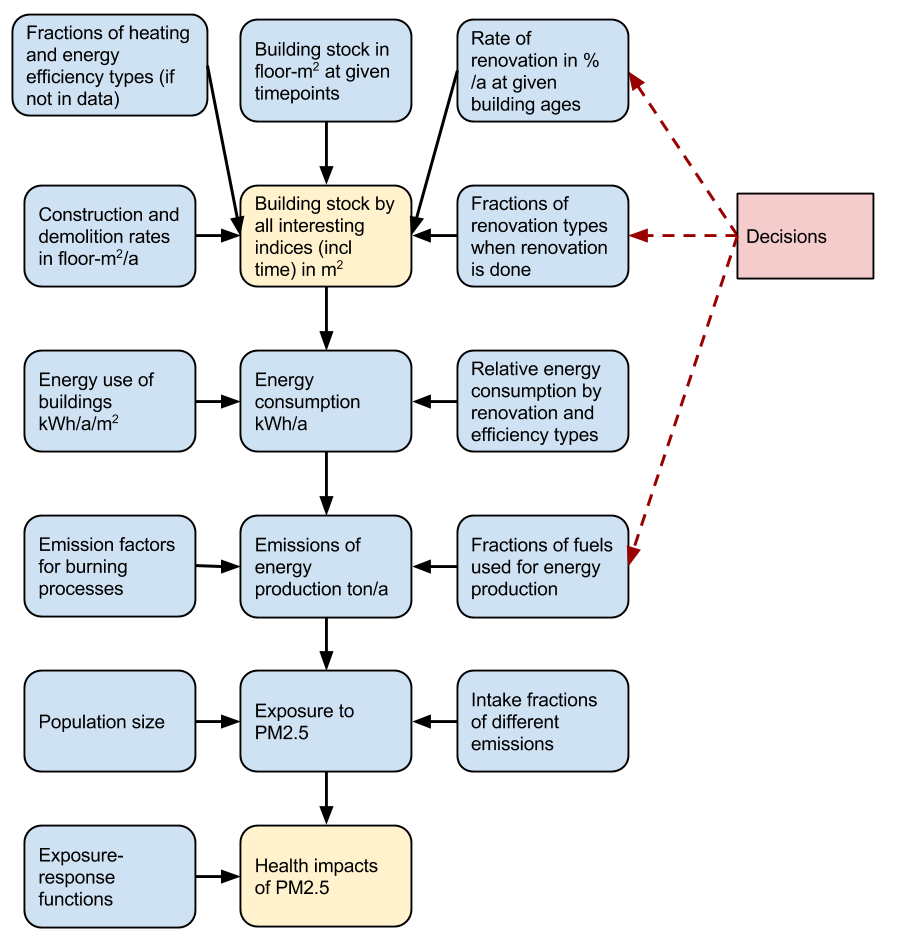 Fractions of heating
and energy
efficiency types (if
not in data)
Building stock in
floor-m² at given
timepoints
Rate of
renovation in %
/a at given
building ages
Construction and
demolition rates
in floor-m²/a
Building stock by
all interesting
indices (incl
time) in m²
Fractions of
renovation types
when renovation
is done
Decisions
Energy use of
buildings
kWh/a/m²
Energy
consumption
kWh/a
Relative energy
consumption by
renovation and
efficiency types
Emission factors
for burning
processes
Emissions of
energy
production ton/a
Fractions of fuels
used for energy
production
Population size
Exposure to
PM2.5
Intake fractions
of different
emissions
Exposure-
response
functions
Health impacts
of PM2.5